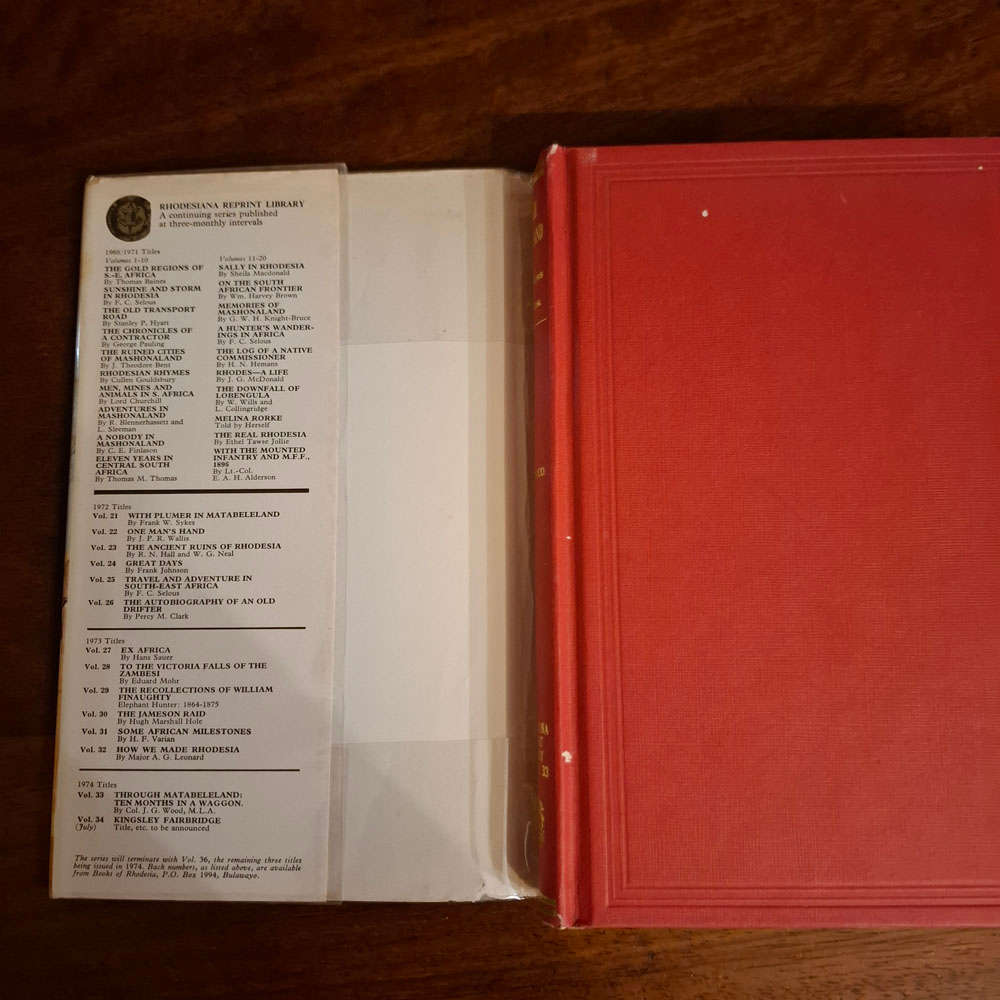 RHODESIANA REPRINT LIBRARY
A continuing series published
at three-monthly intervals
1968/1971 Titles
Volumes 1-10
THE GOLD REGIONS OF
S.-E. AFRICA
By Thomas Baines
SUNSHINE AND STORM
IN RHODESIA
By F. C. Selous
THE OLD TRANSPORT
ROAD
By Stanley P. Hyatt
THE CHRONICLES OF
A CONTRACTOR
By George Pauling
THE RUINED CITIES
OF MASHONALAND
By J. Theodore Bent
RHODESIAN RHYMES
By Cullen Gouldsbury
MEN, MINES AND
ANIMALS IN S. AFRICA
By Lord Churchill
ADVENTURES IN
MASHONALAND
By R. Blennerhassett and
L. Sleeman
A NOBODY IN
MASHONALAND
By C. E. Finlason
ELEVEN YEARS IN
CENTRAL SOUTH
AFRICA
By Thomas M. Thomas
Volumes 11-20
SALLY IN RHODESIA
By Sheila Macdonald
ON THE SOUTH
AFRICAN FRONTIER
By Wm. Harvey Brown
MEMORIES OF
MASHONALAND
By G. W. H. Knight-Bruce
A HUNTER'S WANDER-
INGS IN AFRICA
By F. C. Selous
THE LOG OF A NATIVE
COMMISSIONER
By H. N. Hemans
RHODES—A LIFE
By J. G. McDonald
THE DOWNFALL OF
LOBENGULA
By W. Wills and
L. Collingridge
MELINA RORKE
Told by Herself
THE REAL RHODESIA
By Ethel Tawse Jollie
WITH THE MOUNTED
INFANTRY AND M.F.F.,
1896
By Lt.-Col.
E. A. H. Alderson
1972 Titles
Vol. 21 WITH PLUMER IN MATABELELAND
By Frank W. Sykes
Vol. 22 ONE MAN'S HAND
By J. P. R. Wallis
Vol. 23 THE ANCIENT RUINS OF RHODESIA
By R. N. Hall and W. G. Neal
Vol. 24 GREAT DAYS
By Frank Johnson
Vol. 25 TRAVEL AND ADVENTURE IN
SOUTH-EAST AFRICA
By F. C. Selous
Vol. 26 THE AUTOBIOGRAPHY OF AN OLD
DRIFTER
By Percy M. Clark
1973 Titles
Vol. 27 EX AFRICA
By Hans Sauer
Vol. 28 TO THE VICTORIA FALLS OF THE
ZAMBESI
By Eduard Mohr
Vol. 29 THE RECOLLECTIONS OF WILLIAM
FINAUGHTY
Elephant Hunter: 1864-1875
Vol. 30 THE JAMESON RAID
By Hugh Marshall Hole
Vol. 31 SOME AFRICAN MILESTONES
By H. F. Varian
Vol. 32 HOW WE MADE RHODESIA
By Major A. G. Leonard
1974 Titles
Vol. 33 THROUGH MATABELELAND:
TEN MONTHS IN A WAGGON.
By Col. J. G. Wood, M.L.A.
Vol. 34 KINGSLEY FAIRBRIDGE
(July) Title, etc. to be announced
The series will terminate with Vol. 36, the remaining three titles
being issued in 1974. Back numbers, as listed above, are available
from Books of Rhodesia, P.O. Box 1994, Bulawayo.
33